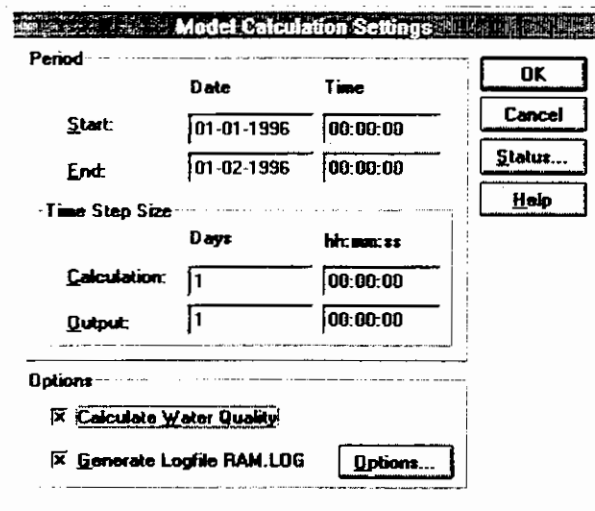 Model Calculation Settings
Period
Date Time
Start: 01-01-1996 00:00:00
End: 01-02-1996 00:00:00
Time Step Size
Days hh:mm:ss
Calculation: 1 00:00:00
Output: 1 00:00:00
Options
Calculate Water Quality
Generate Logfile RAM.LOG Options...
OK
Cancel
Status...
Help